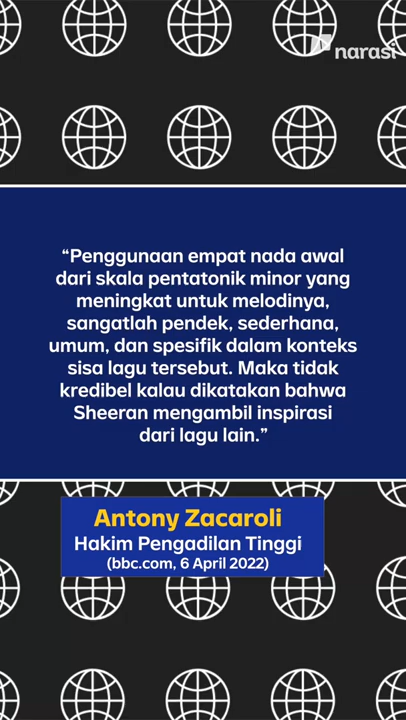 narasi
“Penggunaan empat nada awal
dari skala pentatonik minor yang
meningkat untuk melodinya,
sangatlah pendek, sederhana,
umum, dan spesifik dalam konteks
sisa lagu tersebut. Maka tidak
kredibel kalau dikatakan bahwa
Sheeran mengambil inspirasi
dari lagu lain.”
Antony Zacaroli
Hakim Pengadilan Tinggi
(bbc.com, 6 April 2022)